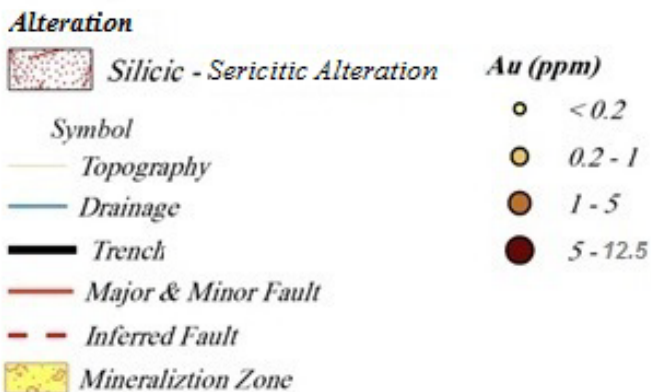 Alteration
Silicic - Sericitic Alteration
Symbol
Topography
Drainage
Trench
Major & Minor Fault
Inferred Fault
Mineraliztion Zone
Au (ppm)
< 0.2
0.2 - 1
1 - 5
5 - 12.5